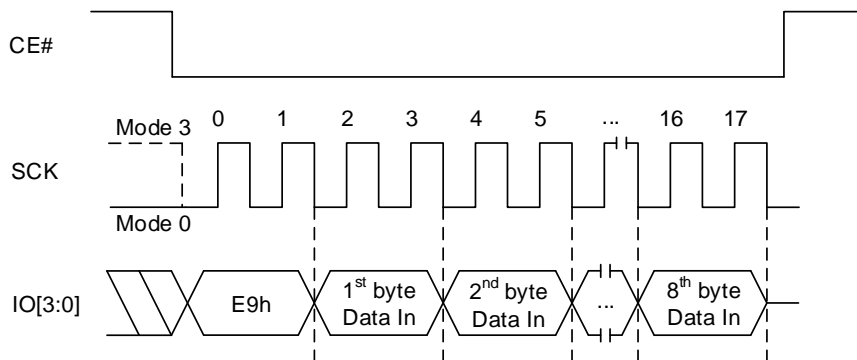 CE#
0 1 2 3 4 5 ... 16 17
Mode 3
SCK
Mode 0
IO[3:0]
E9h
1st byte
Data In
2nd byte
Data In
...
8th byte
Data In